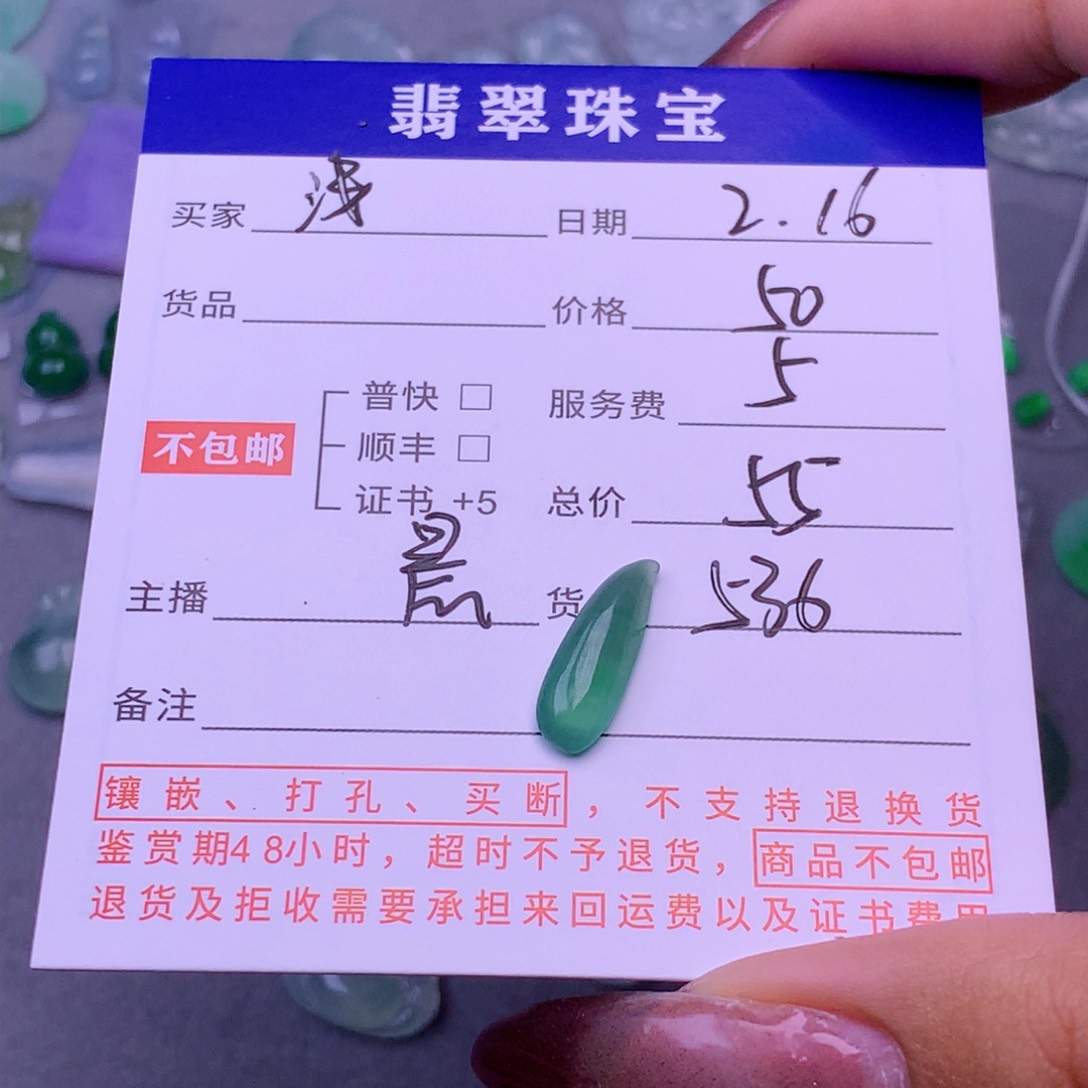 翡翠珠宝
买家 浅 日期 2.16
货品 价格 50
普快 □ 服务费 5
不包邮 顺丰 □
证书 +5 总价 55
主播 货 536
备注
镶嵌、打孔、买断，不支持退换货
鉴赏期48小时，超时不予退货，商品不包邮
退货及拒收需要承担来回运费以及证书费用